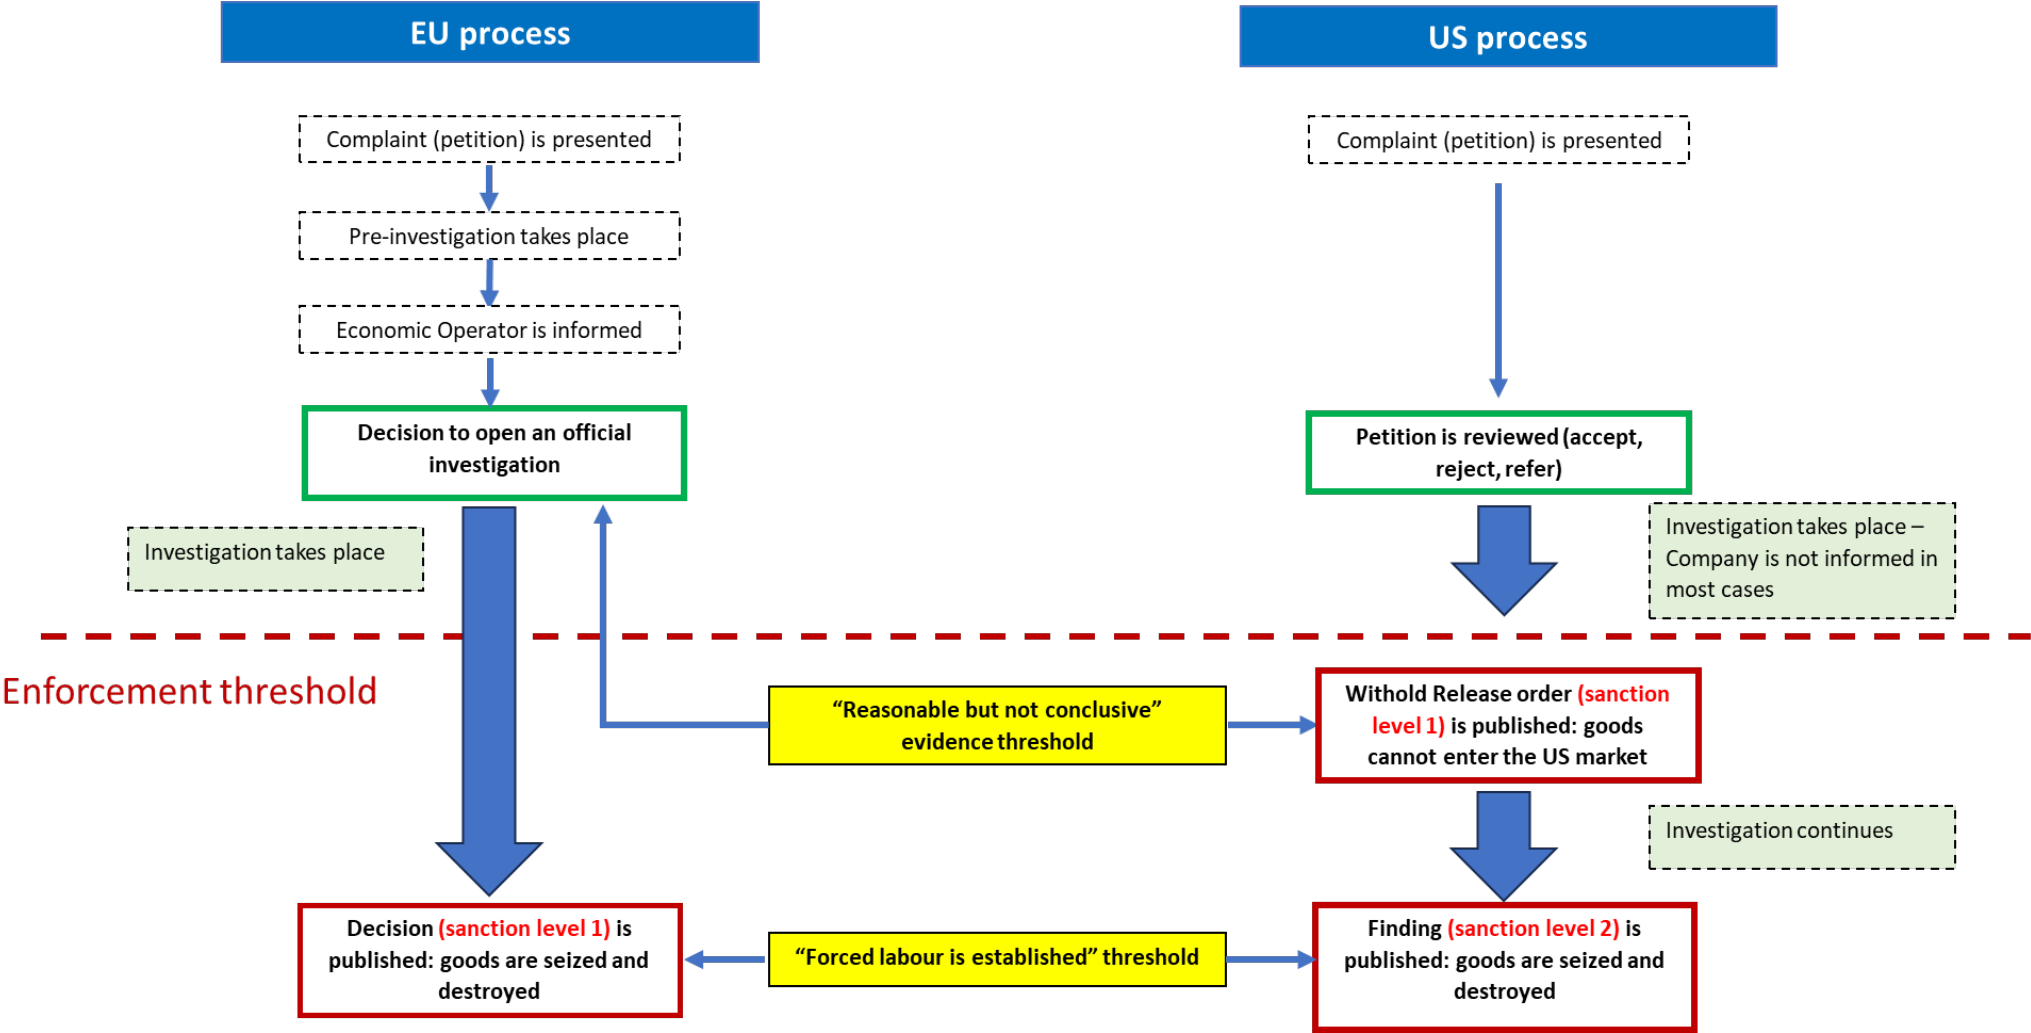 EU process
US process
Complaint (petition) is presented
Complaint (petition) is presented
Pre-investigation takes place
Economic Operator is informed
Decision to open an official
investigation
Petition is reviewed (accept,
reject, refer)
Investigation takes place
Investigation takes place –
Company is not informed in
most cases
Enforcement threshold
“Reasonable but not conclusive”
evidence threshold
Withold Release order (sanction
level 1) is published: goods
cannot enter the US market
Investigation continues
Decision (sanction level 1) is
published: goods are seized and
destroyed
“Forced labour is established” threshold
Finding (sanction level 2) is
published: goods are seized and
destroyed